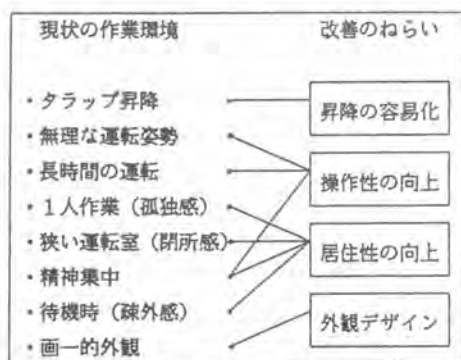 現状の作業環境
改善のねらい
・タラップ昇降
・無理な運転姿勢
・長時間の運転
・1人作業（孤独感）
・狭い運転室（閉所感）
・精神集中
・待機時（疎外感）
・画一的外観
昇降の容易化
操作性の向上
居住性の向上
外観デザイン